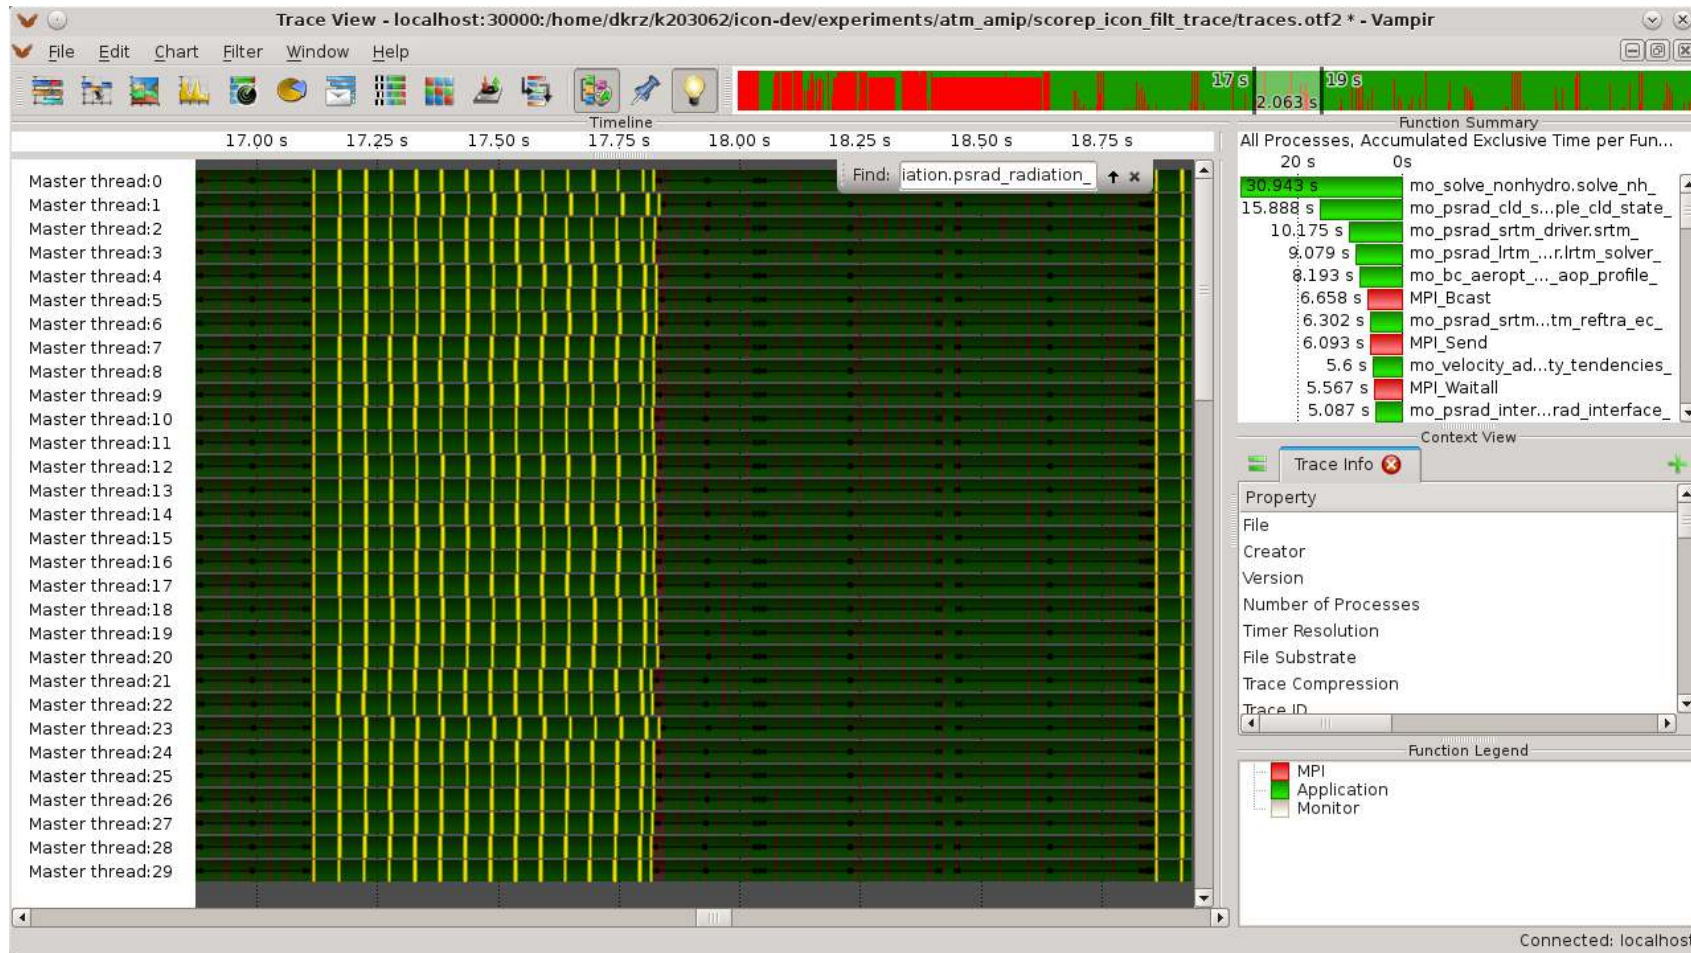 Trace View - localhost:30000:/home/dkrz/k203062/icon-dev/experiments/atm_amip/scorep_icon_filt_trace/traces.otf2 * - Vampir
File Edit Chart Filter Window Help
17 s 19 s
2.063 s
Timeline
17.00 s 17.25 s 17.50 s 17.75 s 18.00 s 18.25 s 18.50 s 18.75 s
Find: iation.psrad_radiation_
Master thread:0
Master thread:1
Master thread:2
Master thread:3
Master thread:4
Master thread:5
Master thread:6
Master thread:7
Master thread:8
Master thread:9
Master thread:10
Master thread:11
Master thread:12
Master thread:13
Master thread:14
Master thread:15
Master thread:16
Master thread:17
Master thread:18
Master thread:19
Master thread:20
Master thread:21
Master thread:22
Master thread:23
Master thread:24
Master thread:25
Master thread:26
Master thread:27
Master thread:28
Master thread:29
Function Summary
All Processes, Accumulated Exclusive Time per Fun...
20 s 0s
30.943 s mo_solve_nonhydro.solve_nh_
15.888 s mo_psrad_cld_s...ple_cld_state_
10.175 s mo_psrad_srtm_driver.srtm_
9.079 s mo_psrad_lrtm_...r.lrtm_solver_
8.193 s mo_bc_aeropt_..._aop_profile_
6.658 s MPI_Bcast
6.302 s mo_psrad_srtm...tm_reftra_ec_
6.093 s MPI_Send
5.6 s mo_velocity_ad...ty_tendencies_
5.567 s MPI_Waitall
5.087 s mo_psrad_inter...rad_interface_
Context View
Trace Info
Property
File
Creator
Version
Number of Processes
Timer Resolution
File Substrate
Trace Compression
Trace ID
Function Legend
MPI
Application
Monitor
Connected: localhost